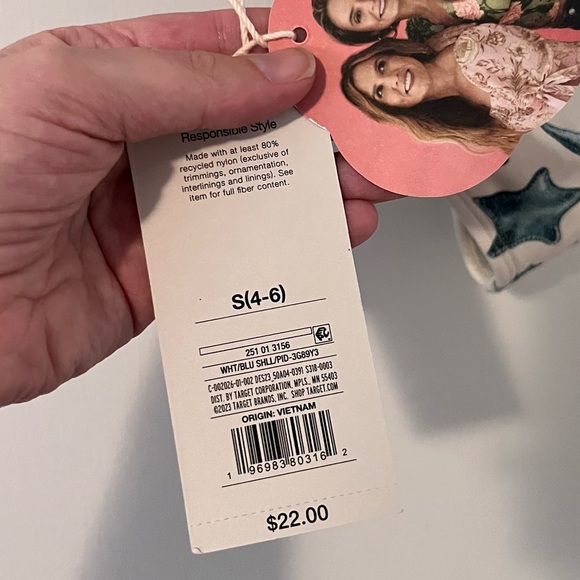 Responsible Style
Made with at least 80%
recycled nylon (exclusive of
trimmings, ornamentation,
interlinings and linings). See
item for full fiber content.
S(4-6)
251 01 3156
WHT/BLU SHLL/PID-3G89Y3
C-002026-01-002 DES23_50A04-0391 S318-0003
DIST. BY TARGET CORPORATION, MPLS., MN 55403
©2023 TARGET BRANDS, INC. SHOP TARGET.COM
ORIGIN: VIETNAM
1 96983 80316 2
$22.00